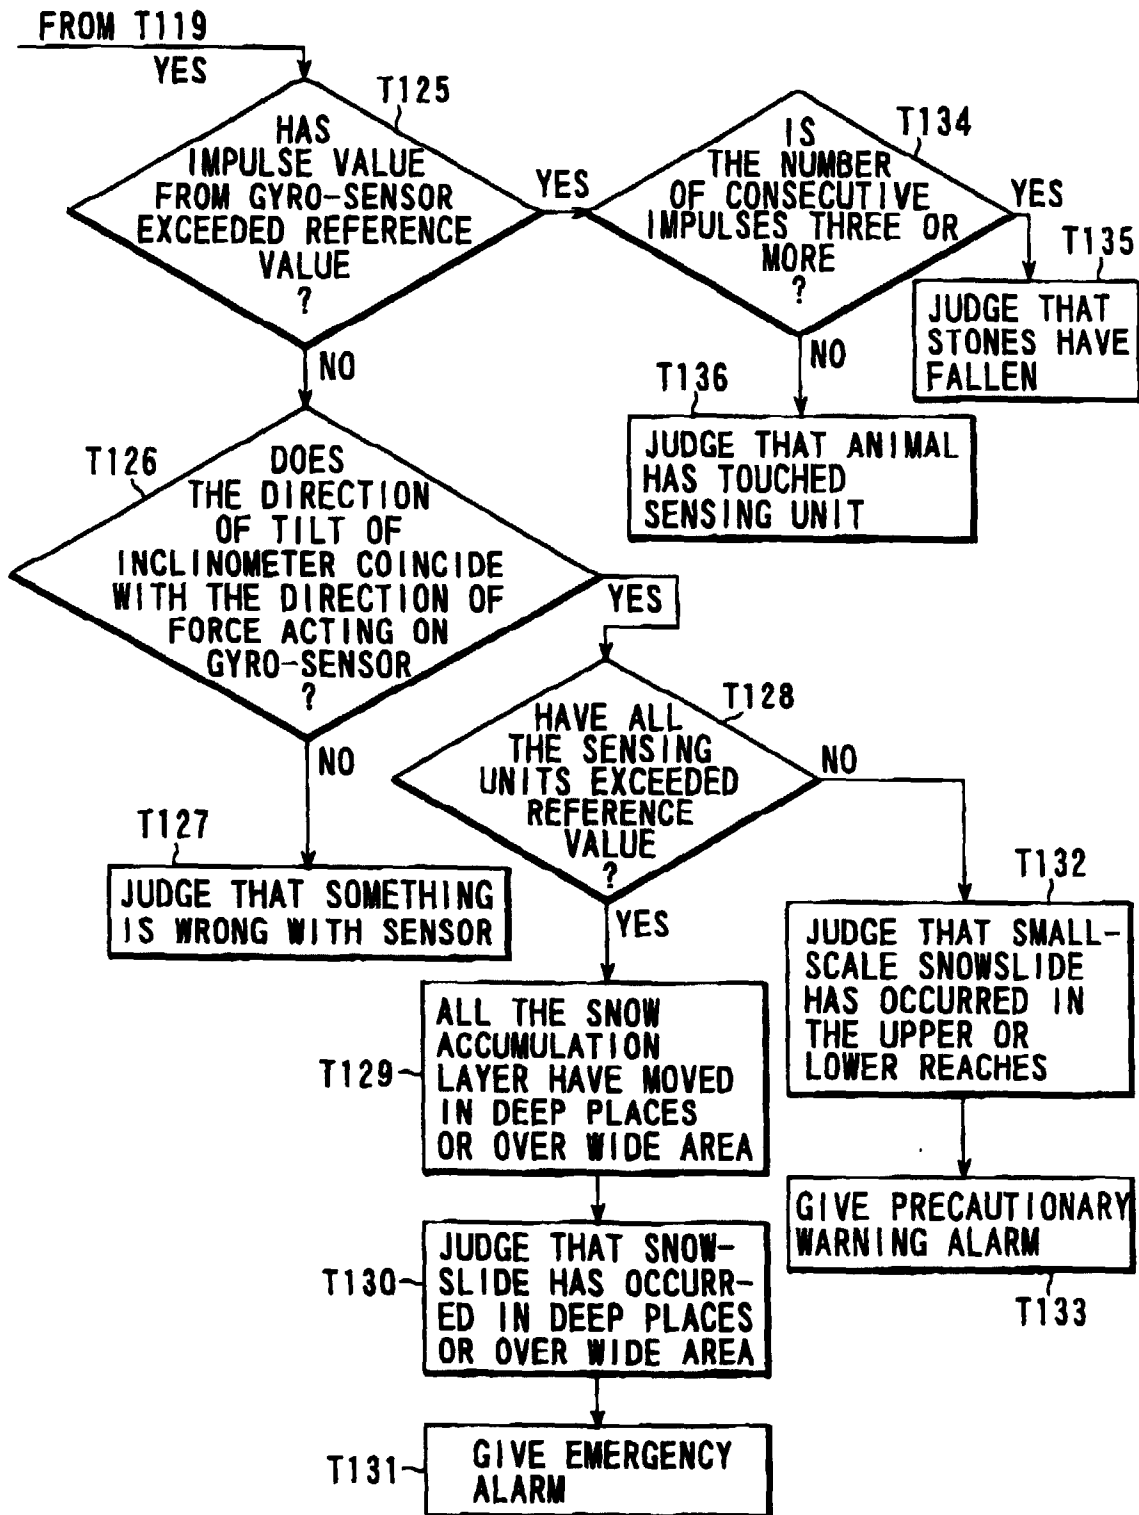 FROM T119
YES
T125
HAS
IMPULSE VALUE
FROM GYRO-SENSOR
EXCEEDED REFERENCE
VALUE
?
YES
NO
T134
IS
THE NUMBER
OF CONSECUTIVE
IMPULSES THREE OR
MORE
?
YES
NO
T135
JUDGE THAT
STONES HAVE
FALLEN
T136
JUDGE THAT ANIMAL
HAS TOUCHED
SENSING UNIT
T126
DOES
THE DIRECTION
OF TILT OF
INCLINOMETER COINCIDE
WITH THE DIRECTION OF
FORCE ACTING ON
GYRO-SENSOR
?
YES
NO
T127
JUDGE THAT SOMETHING
IS WRONG WITH SENSOR
T128
HAVE ALL
THE SENSING
UNITS EXCEEDED
REFERENCE
VALUE
?
NO
YES
T132
JUDGE THAT SMALL-
SCALE SNOWSLIDE
HAS OCCURRED IN
THE UPPER OR
LOWER REACHES
T129
ALL THE SNOW
ACCUMULATION
LAYER HAVE MOVED
IN DEEP PLACES
OR OVER WIDE AREA
GIVE PRECAUTIONARY
WARNING ALARM
T133
T130
JUDGE THAT SNOW-
SLIDE HAS OCCURR-
ED IN DEEP PLACES
OR OVER WIDE AREA
T131
GIVE EMERGENCY
ALARM